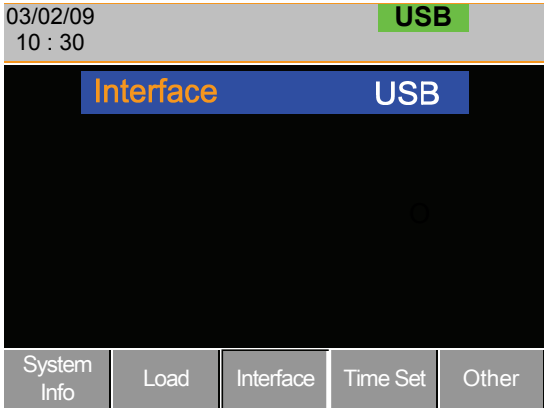 03/02/09 USB
10 : 30
Interface USB
O
System Info Load Interface Time Set Other